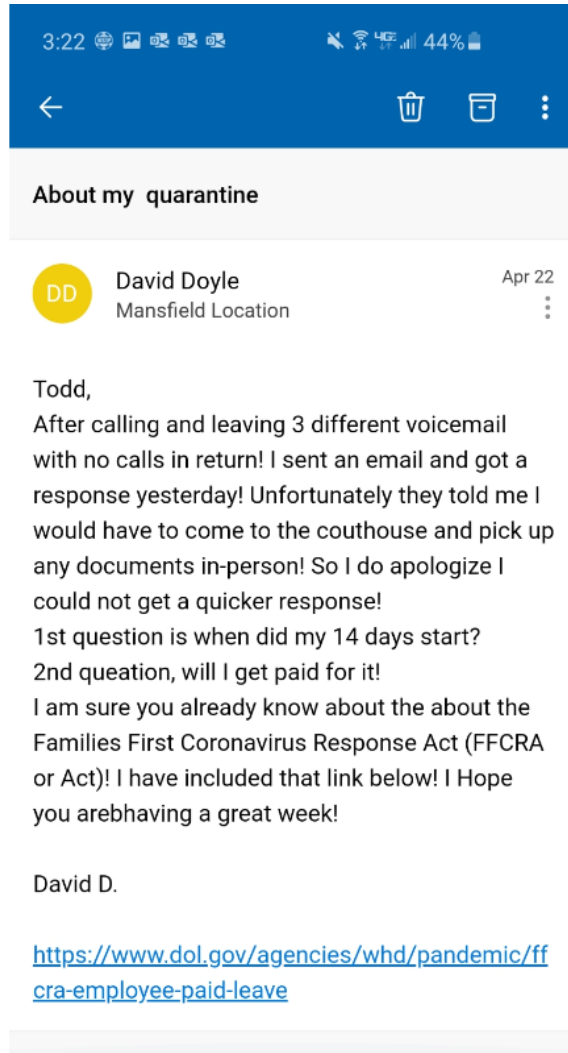 3:22 44%
About my quarantine
DD
David Doyle
Apr 22
Mansfield Location
Todd,
After calling and leaving 3 different voicemail
with no calls in return! I sent an email and got a
response yesterday! Unfortunately they told me I
would have to come to the couthouse and pick up
any documents in-person! So I do apologize I
could not get a quicker response!
1st question is when did my 14 days start?
2nd queation, will I get paid for it!
I am sure you already know about the about the
Families First Coronavirus Response Act (FFCRA
or Act)! I have included that link below! I Hope
you arebhaving a great week!
David D.
https://www.dol.gov/agencies/whd/pandemic/ff
cra-employee-paid-leave